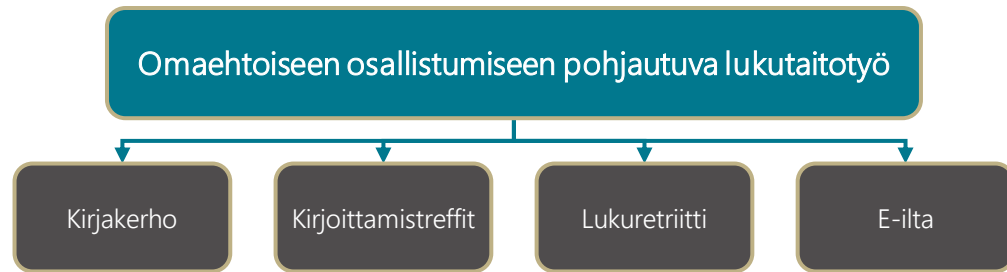 Omaehtoiseen osallistumiseen pohjautuva lukutaitotyö
Kirjakerho
Kirjoittamistreffit
Lukuretriitti
E-ilta